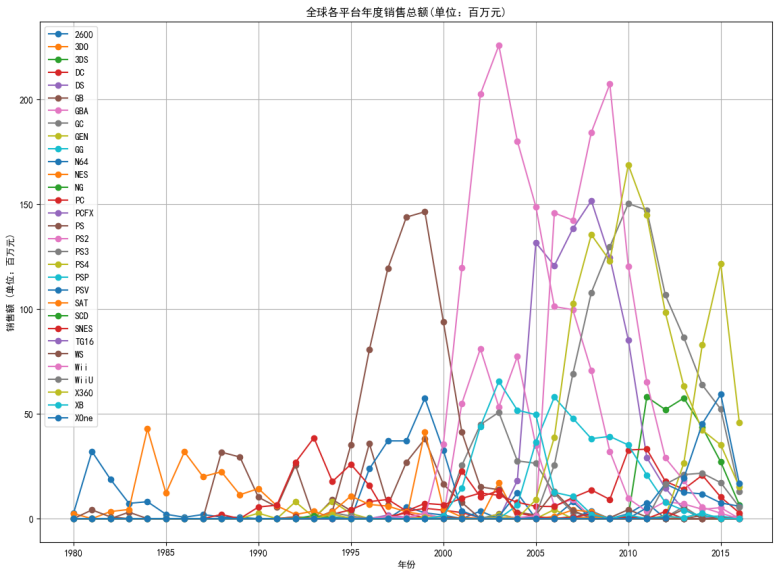 全球各平台年度销售总额(单位：百万元)
2600
3DO
3DS
DC
DS
GB
GBA
GC
GEN
GG
N64
NES
NG
PC
PCFX
PS
PS2
PS3
PS4
PSP
PSV
SAT
SCD
SNES
TG16
WS
Wii
WiiU
X360
XB
XOne
销售额 (单位：百万元)
200
150
100
50
0
1980 1985 1990 1995 2000 2005 2010 2015
年份